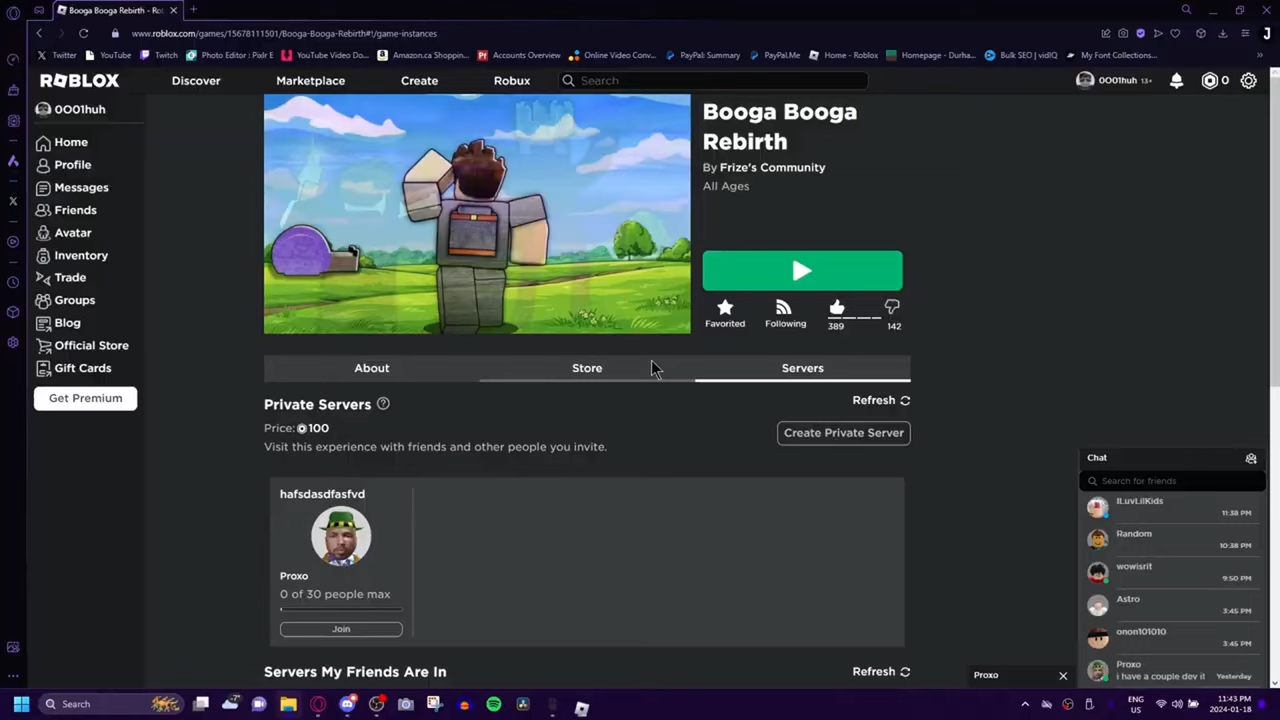 Booga Booga Rebirth - Ro
www.roblox.com/games/15678111501/Booga-Booga-Rebirth#!/game-instances
Twitter
YouTube
Twitch
Photo Editor : Pixlr E
YouTube Video Do...
Amazon.ca Shoppin...
Accounts Overview
Online Video Conv...
PayPal: Summary
PayPal.Me
Home - Roblox
Homepage - Durha...
Bulk SEO | vidIQ
My Font Collections...
ROBLOX
Discover
Marketplace
Create
Robux
Search
0O01huh 13+
0
0O01huh
Home
Profile
Messages
Friends
Avatar
Inventory
Trade
Groups
Blog
Official Store
Gift Cards
Get Premium
Booga Booga
Rebirth
By Frize's Community
All Ages
Favorited
Following
389
142
About
Store
Servers
Private Servers
Refresh
Price: 100
Visit this experience with friends and other people you invite.
Create Private Server
hafsdasdfasfvd
Proxo
0 of 30 people max
Join
Servers My Friends Are In
Refresh
Proxo
Chat
Search for friends
ILuvLilKids
11:38 PM
Random
10:38 PM
wowisrit
9:50 PM
Astro
3:45 PM
onon101010
3:45 PM
Proxo
i have a couple dev it
Yesterday
Search
ENG
US
11:43 PM
2024-01-18